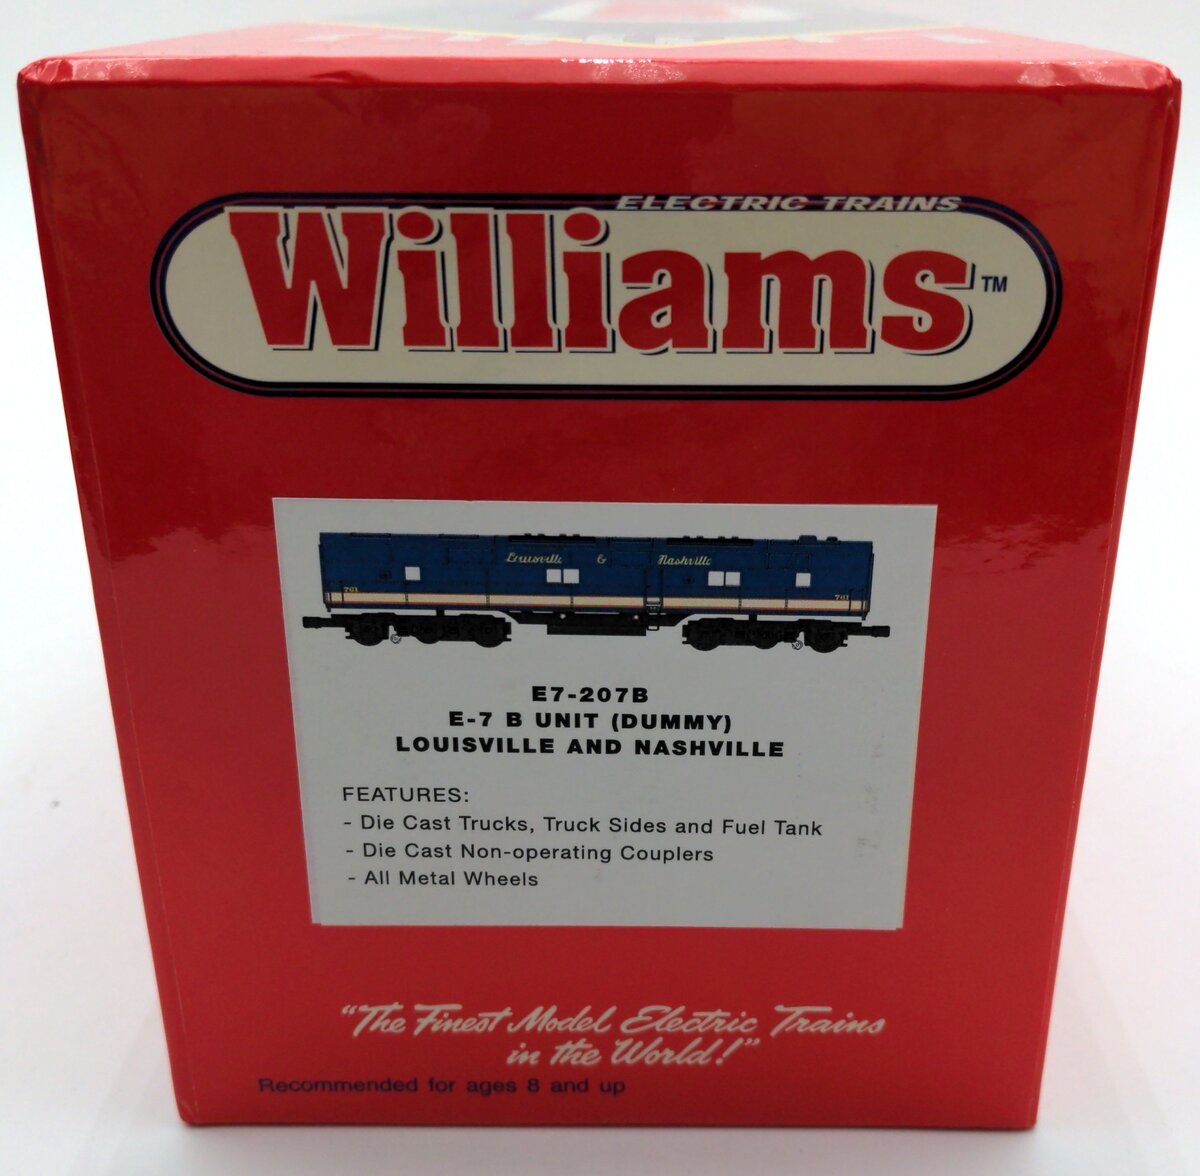 ELECTRIC TRAINS
Williams™
Louisville & Nashville
761 761
E7-207B
E-7 B UNIT (DUMMY)
LOUISVILLE AND NASHVILLE
FEATURES:
- Die Cast Trucks, Truck Sides and Fuel Tank
- Die Cast Non-operating Couplers
- All Metal Wheels
“The Finest Model Electric Trains
in the World!”
Recommended for ages 8 and up